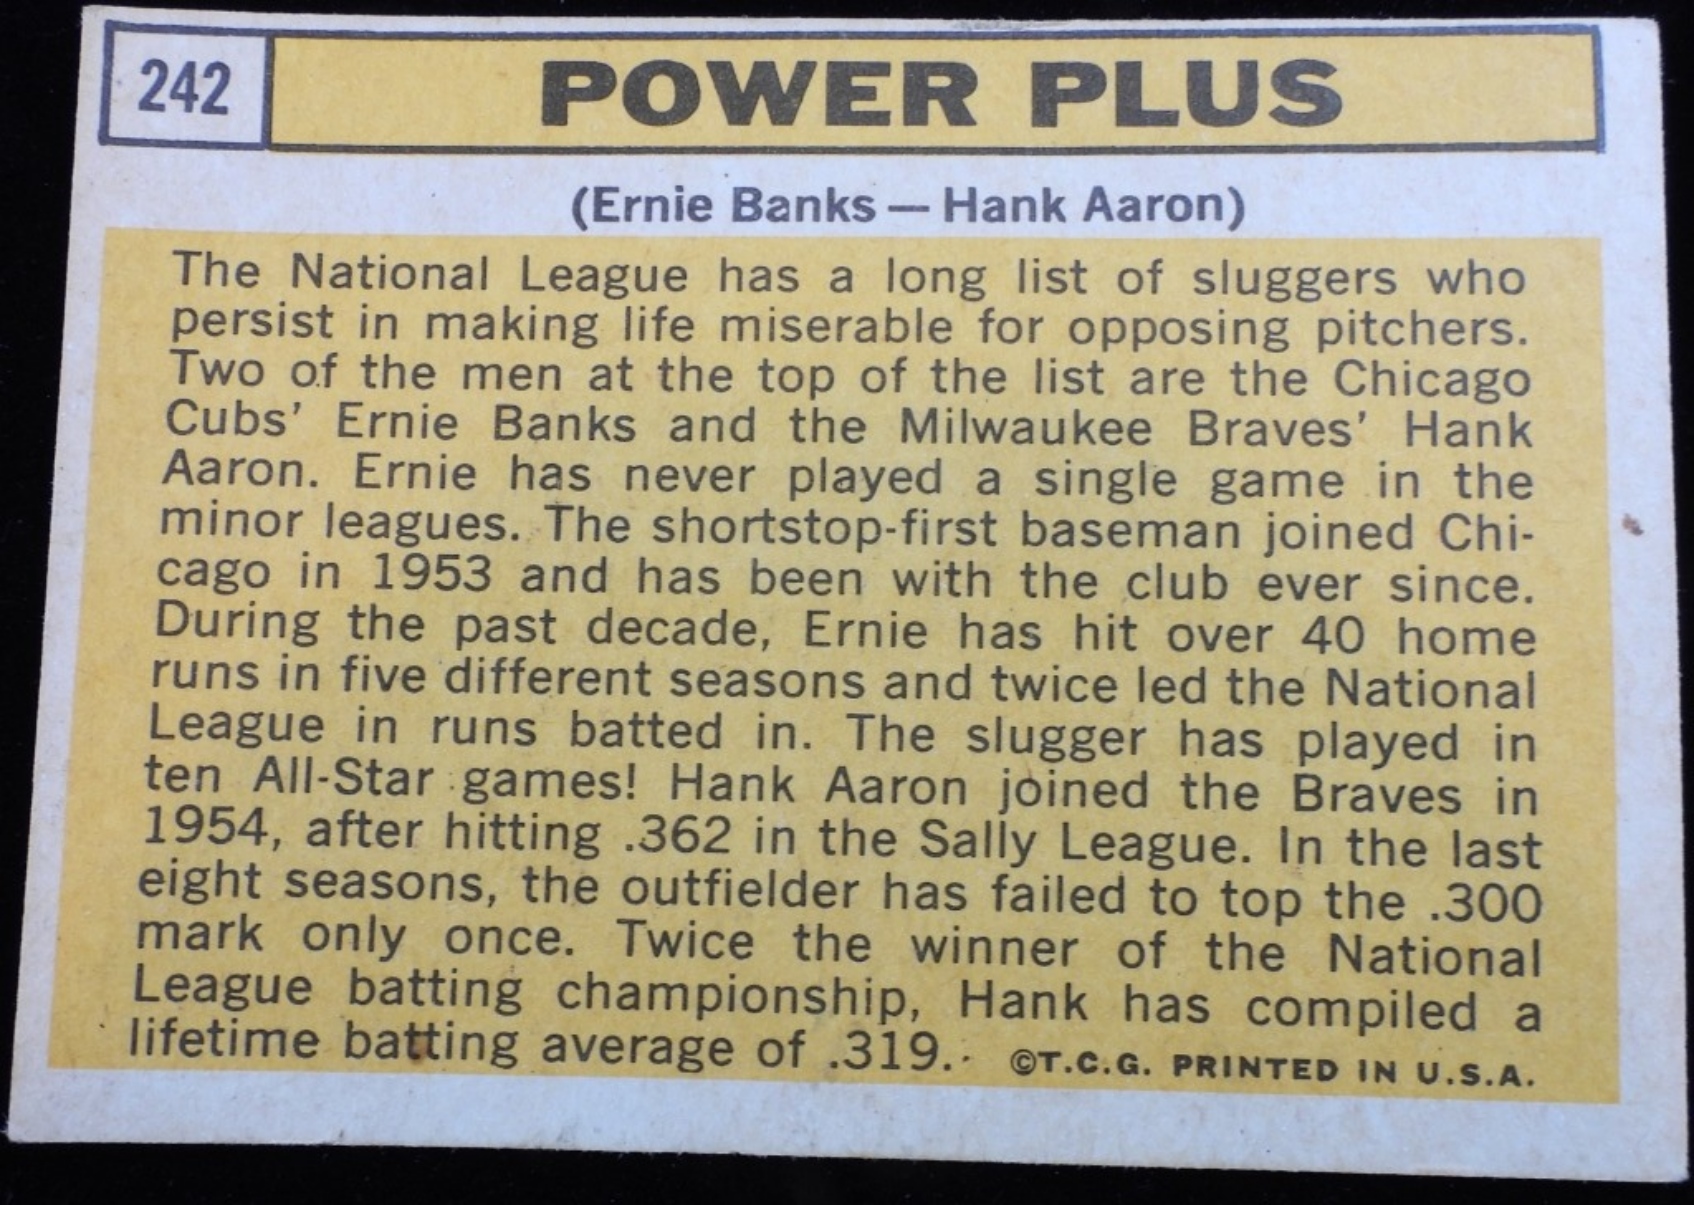 242
POWER PLUS
(Ernie Banks — Hank Aaron)
The National League has a long list of sluggers who
persist in making life miserable for opposing pitchers.
Two of the men at the top of the list are the Chicago
Cubs’ Ernie Banks and the Milwaukee Braves’ Hank
Aaron. Ernie has never played a single game in the
minor leagues. The shortstop-first baseman joined Chi-
cago in 1953 and has been with the club ever since.
During the past decade, Ernie has hit over 40 home
runs in five different seasons and twice led the National
League in runs batted in. The slugger has played in
ten All-Star games! Hank Aaron joined the Braves in
1954, after hitting .362 in the Sally League. In the last
eight seasons, the outfielder has failed to top the .300
mark only once. Twice the winner of the National
League batting championship, Hank has compiled a
lifetime batting average of .319. ©T.C.G. PRINTED IN U.S.A.